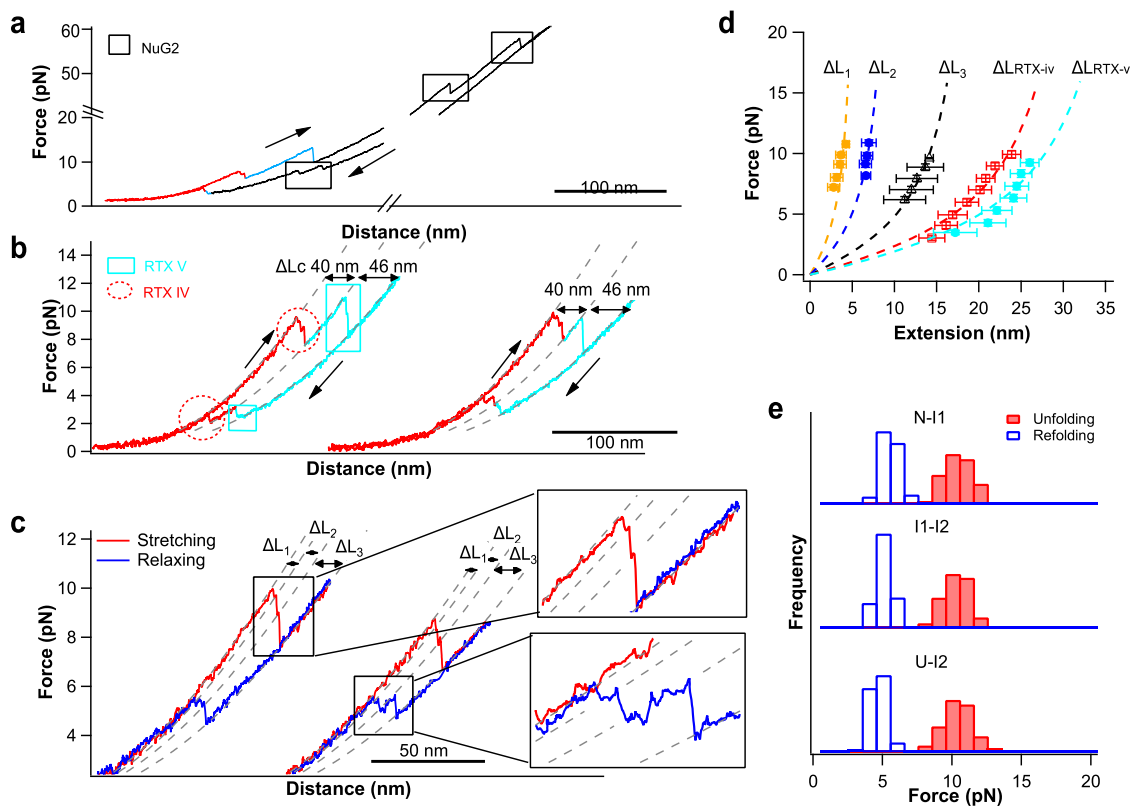 a
Force (pN)
60
50
20
10
0
NuG2
100 nm
Distance (nm)
b
Force (pN)
14
12
10
8
6
4
2
0
RTX V
RTX IV
ΔLc 40 nm 46 nm
40 nm 46 nm
100 nm
Distance (nm)
c
Force (pN)
12
10
8
6
4
Stretching
Relaxing
ΔL1 ΔL2 ΔL3
ΔL1 ΔL2 ΔL3
50 nm
Distance (nm)
d
Force (pN)
20
15
10
5
0
ΔL1 ΔL2 ΔL3 ΔLRTX-iv ΔLRTX-v
0 5 10 15 20 25 30 35
Extension (nm)
e
Frequency
N-I1
Unfolding
Refolding
I1-I2
U-I2
0 5 10 15 20
Force (pN)